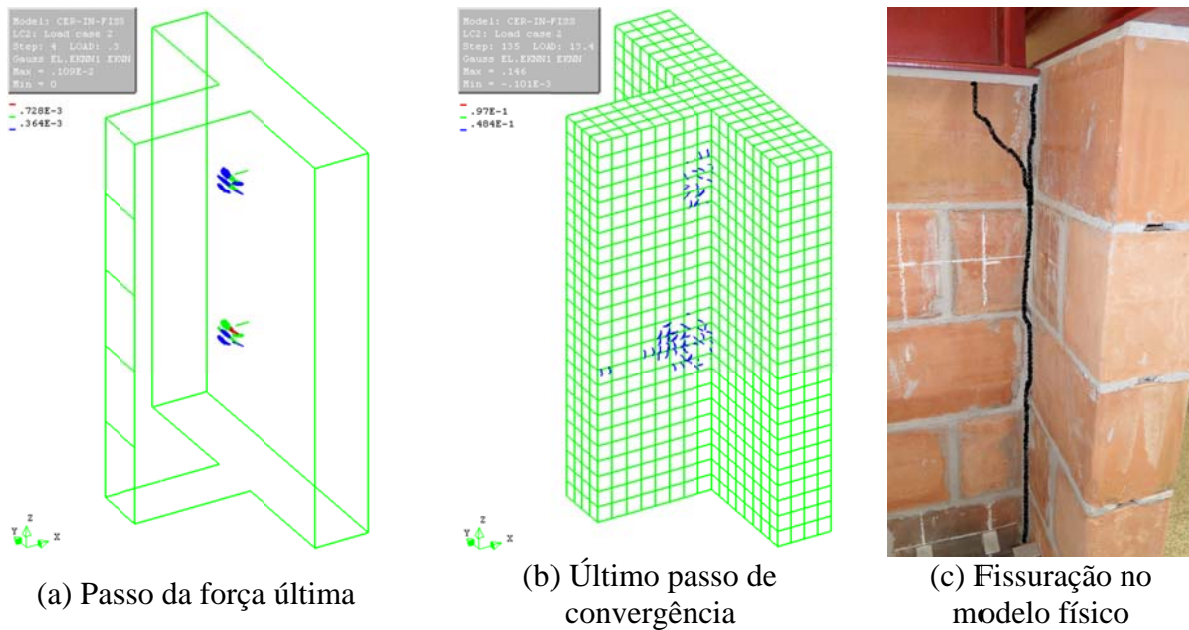 Model: CER-IN-FISS
LC2: Load case 2
Step: 4 LOAD: .3
Gauss EL.EKNN1 EKNN
Max = .109E-2
Min = 0
.728E-3
.364E-3
Z
Y
X
(a) Passo da força última
Model: CER-IN-FISS
LC2: Load case 2
Step: 135 LOAD: 13.4
Gauss EL.EKNN1 EKNN
Max = .146
Min = -.101E-3
.97E-1
.484E-1
Z
Y
X
(b) Último passo de
convergência
(c) Fissuração no
modelo físico